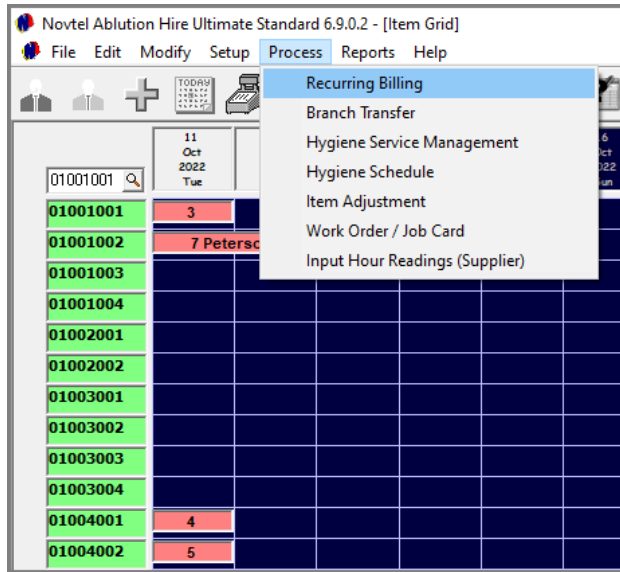 Novtel Ablution Hire Ultimate Standard 6.9.0.2 - [Item Grid]
File Edit Modify Setup Process Reports Help
TODAY
Recurring Billing
Branch Transfer
Hygiene Service Management
Hygiene Schedule
Item Adjustment
Work Order / Job Card
Input Hour Readings (Supplier)
11
Oct
2022
Tue
01001001
01001001 3
01001002 7 Peterso
01001003
01001004
01002001
01002002
01003001
01003002
01003003
01003004
01004001 4
01004002 5